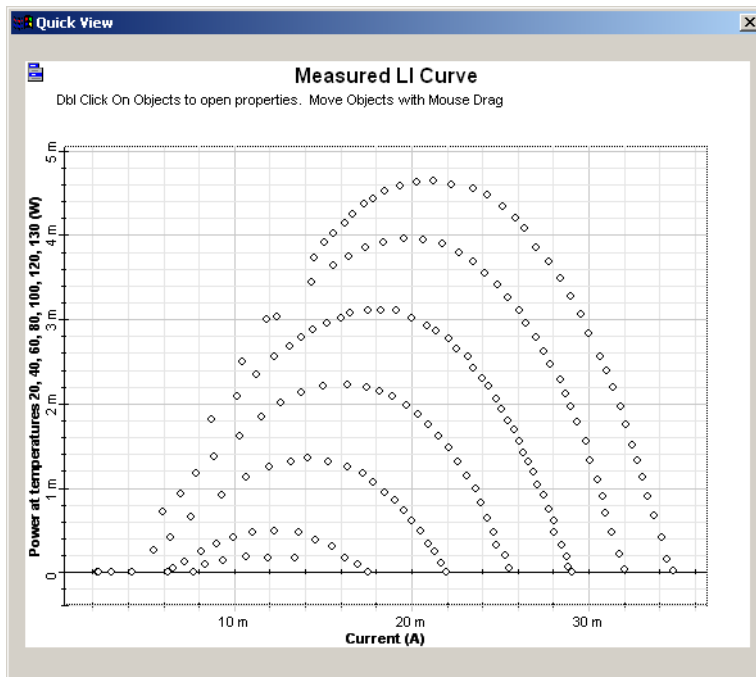 Quick View
Measured LI Curve
Dbl Click On Objects to open properties. Move Objects with Mouse Drag
Power at temperatures 20, 40, 60, 80, 100, 120, 130 (W)
5 m
4 m
3 m
2 m
1 m
0
10 m
20 m
30 m
Current (A)